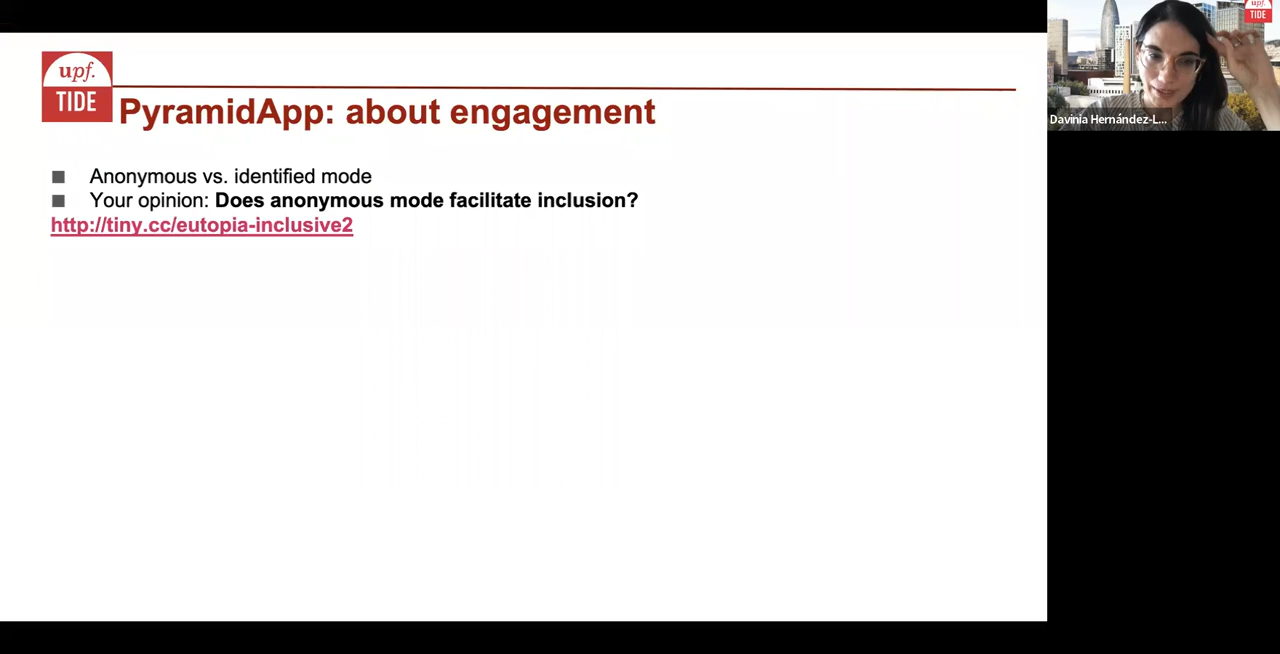 upf.
TIDE
PyramidApp: about engagement
Anonymous vs. identified mode
Your opinion: Does anonymous mode facilitate inclusion?
http://tiny.cc/eutopia-inclusive2
upf.
TIDE
Davinia Hernández-L...